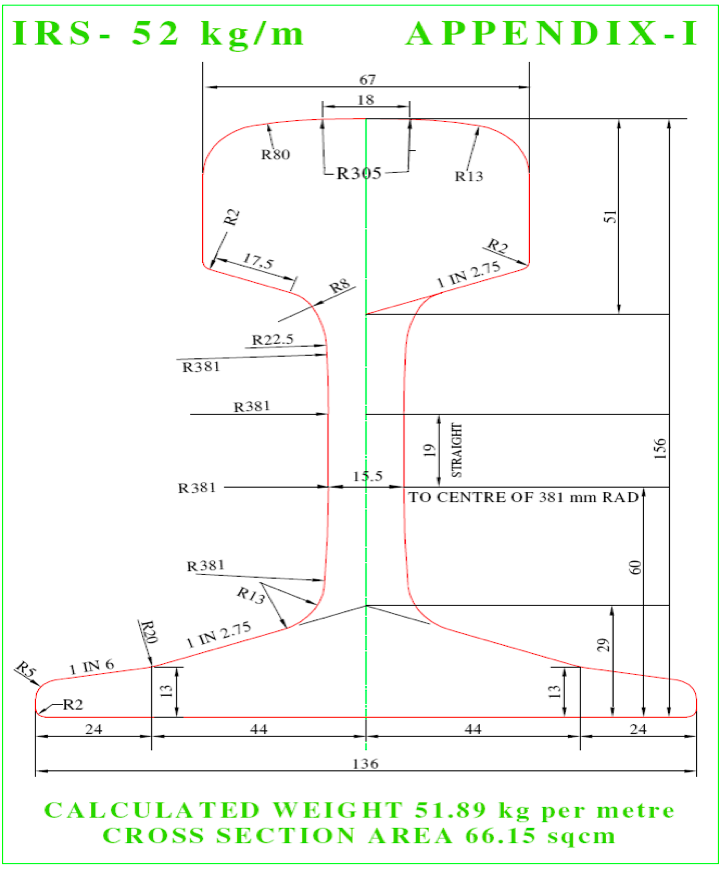 IRS- 52 kg/m APPENDIX-I
67
18
R80
R305
R13
R2
17.5
R8
R2
1 IN 2.75
51
R22.5
R381
R381
19
STRAIGHT
156
R381
15.5
TO CENTRE OF 381 mm RAD
R381
R13
60
R20
1 IN 2.75
29
R5
1 IN 6
13
13
R2
24
44
44
24
136
CALCULATED WEIGHT 51.89 kg per metre
CROSS SECTION AREA 66.15 sqcm